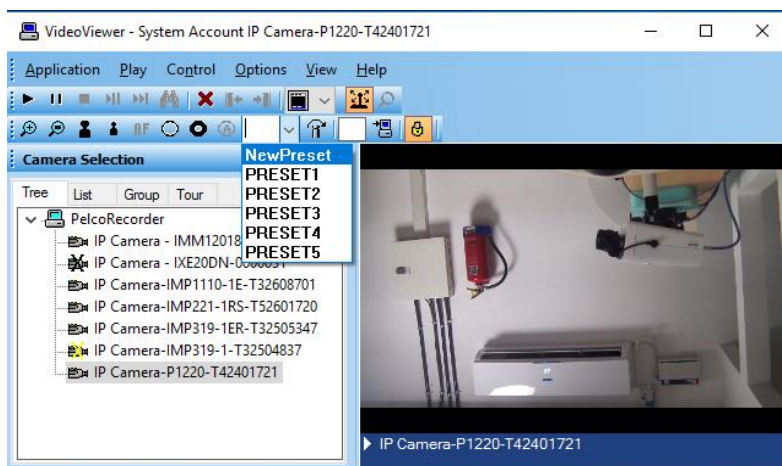 VideoViewer - System Account IP Camera-P1220-T42401721
Application Play Control Options View Help
AF A
Camera Selection
NewPreset
PRESET1
PRESET2
PRESET3
PRESET4
PRESET5
Tree List Group Tour
PelcoRecorder
IP Camera - IMM12018
IP Camera - IXE20DN-
IP Camera-IMP1110-1E-T32608701
IP Camera-IMP221-1RS-T52601720
IP Camera-IMP319-1ER-T32505347
IP Camera-IMP319-1-T32504837
IP Camera-P1220-T42401721
IP Camera-P1220-T42401721